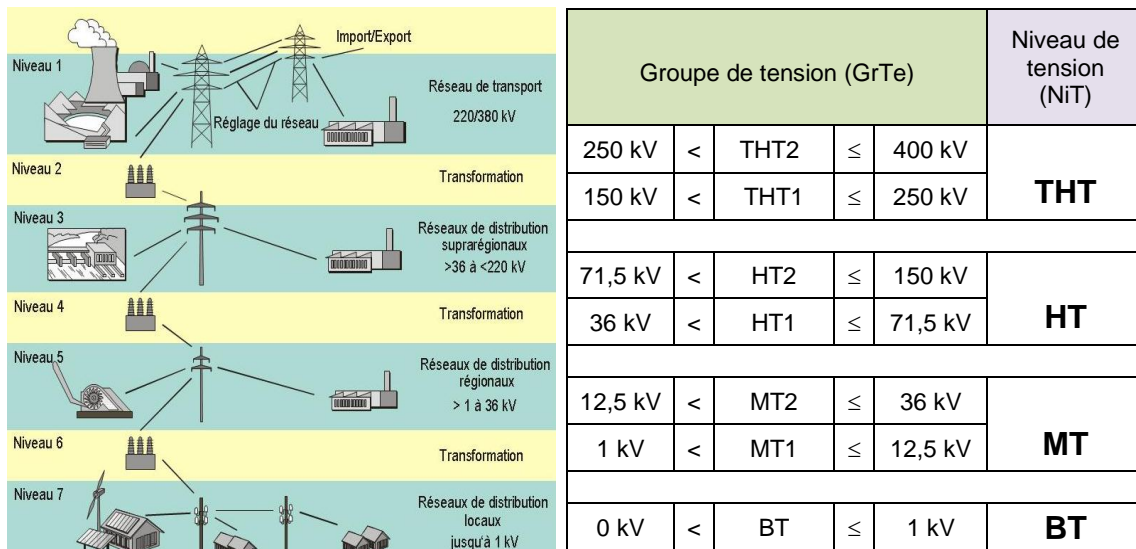 Import/Export
Niveau 1
Réseau de transport
220/380 kV
Réglage du réseau
Niveau 2
Transformation
Niveau 3
Réseaux de distribution
suprarégionaux
>36 à <220 kV
Niveau 4
Transformation
Niveau 5
Réseaux de distribution
régionaux
> 1 à 36 kV
Niveau 6
Transformation
Niveau 7
Réseaux de distribution
locaux
jusqu'à 1 kV
Groupe de tension (GrTe)
Niveau de
tension
(NiT)
250 kV < THT2 ≤ 400 kV
150 kV < THT1 ≤ 250 kV
THT
71,5 kV < HT2 ≤ 150 kV
36 kV < HT1 ≤ 71,5 kV
HT
12,5 kV < MT2 ≤ 36 kV
1 kV < MT1 ≤ 12,5 kV
MT
0 kV < BT ≤ 1 kV
BT